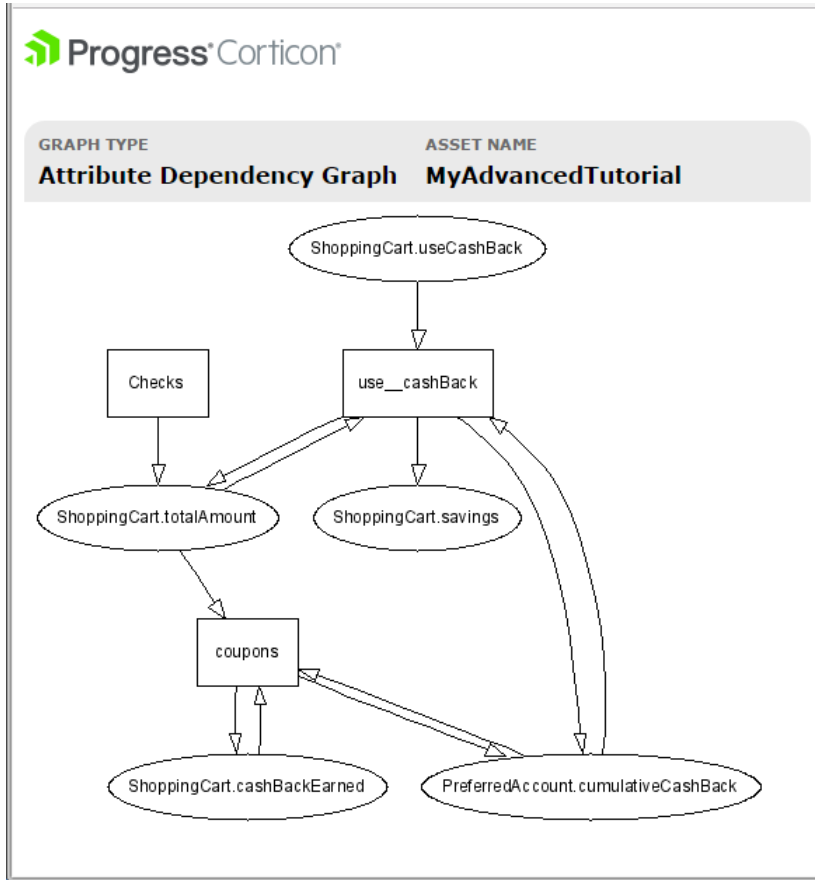 Progress® Corticon®
GRAPH TYPE
ASSET NAME
Attribute Dependency Graph
MyAdvancedTutorial
ShoppingCart.useCashBack
Checks
use__cashBack
ShoppingCart.totalAmount
ShoppingCart.savings
coupons
ShoppingCart.cashBackEarned
PreferredAccount.cumulativeCashBack